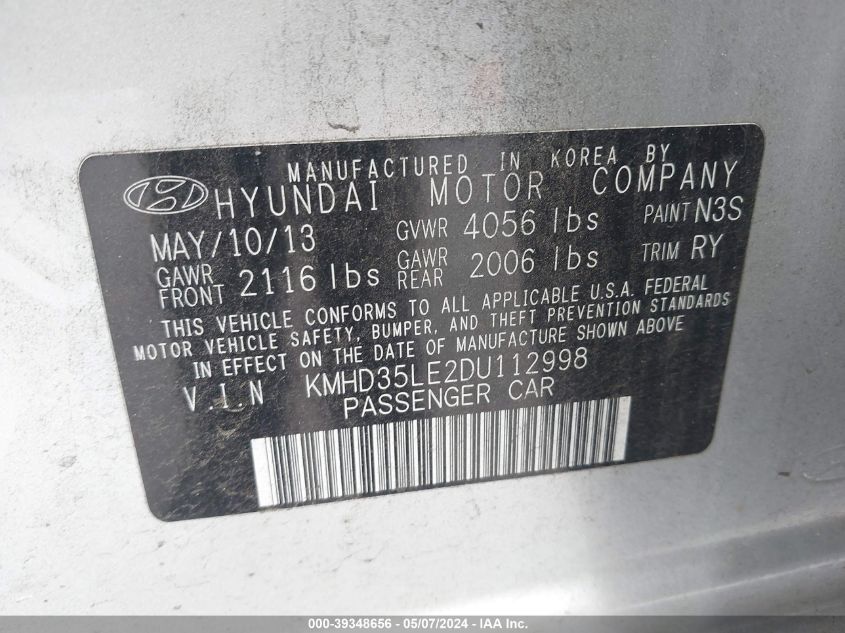 MANUFACTURED IN KOREA BY
HYUNDAI MOTOR COMPANY
MAY/10/13 GVWR 4056 lbs PAINT N3S
GAWR FRONT 2116 lbs GAWR REAR 2006 lbs TRIM RY
THIS VEHICLE CONFORMS TO ALL APPLICABLE U.S.A. FEDERAL
MOTOR VEHICLE SAFETY, BUMPER, AND THEFT PREVENTION STANDARDS
IN EFFECT ON THE DATE OF MANUFACTURE SHOWN ABOVE
V.I.N KMHD35LE2DU112998
PASSENGER CAR
000-39348656 - 05/07/2024 - IAA Inc.